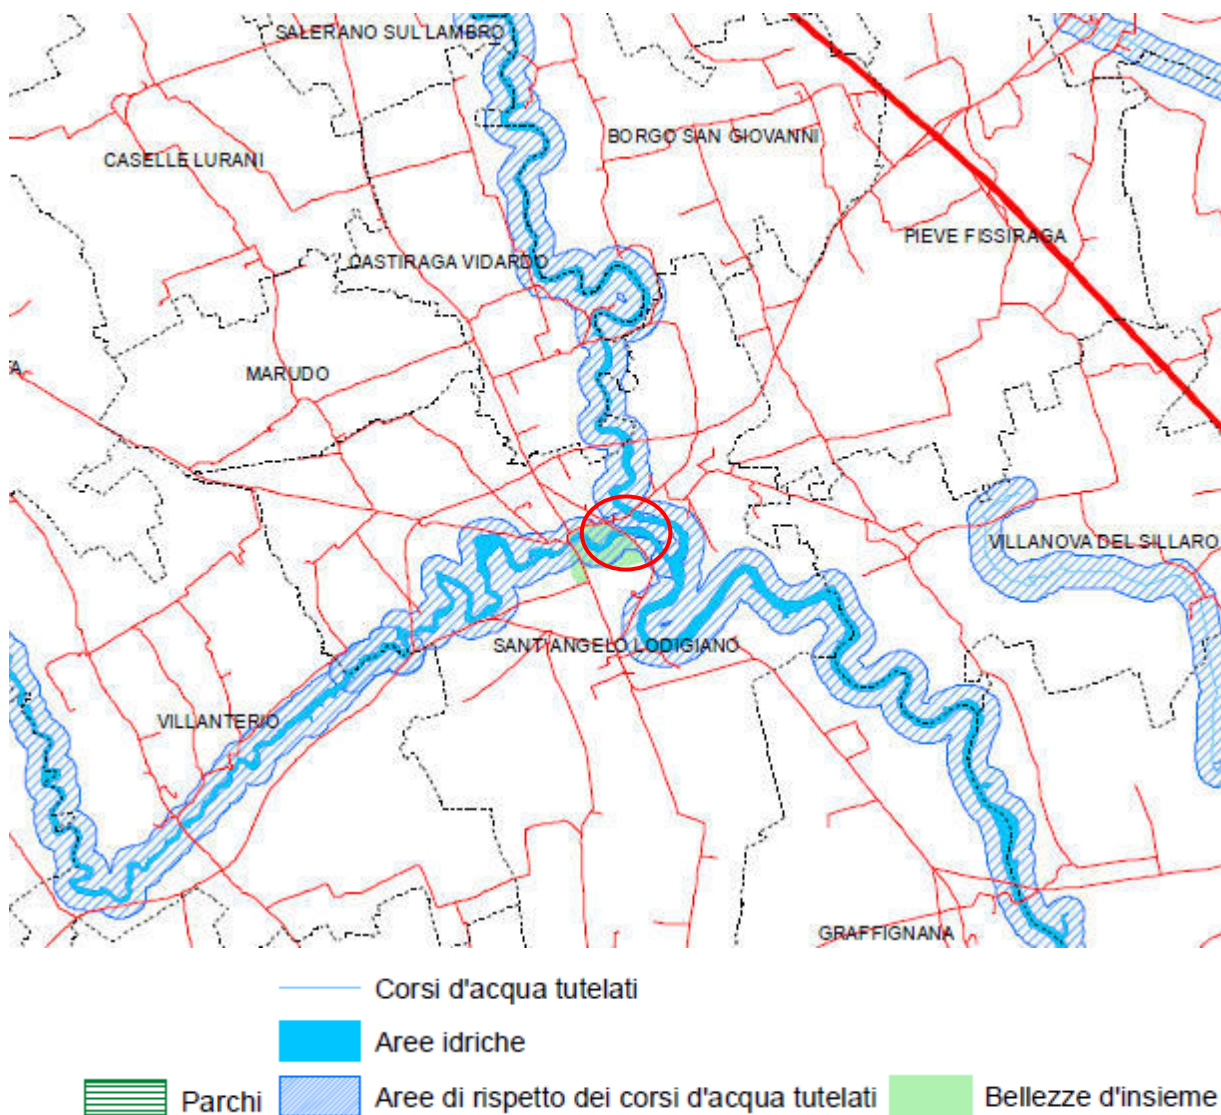 SALERANO SUL LAMBRO
BORGO SAN GIOVANNI
CASELLE LURANI
PIEVE FISSIRAGA
CASTIRAGA VIDARDO
A
MARUDO
VILLANOVA DEL SILLARO
SANT'ANGELO LODIGIANO
VILLANTERIO
GRAFFIGNANA
Corsi d'acqua tutelati
Aree idriche
Parchi
Aree di rispetto dei corsi d'acqua tutelati
Bellezze d'insieme